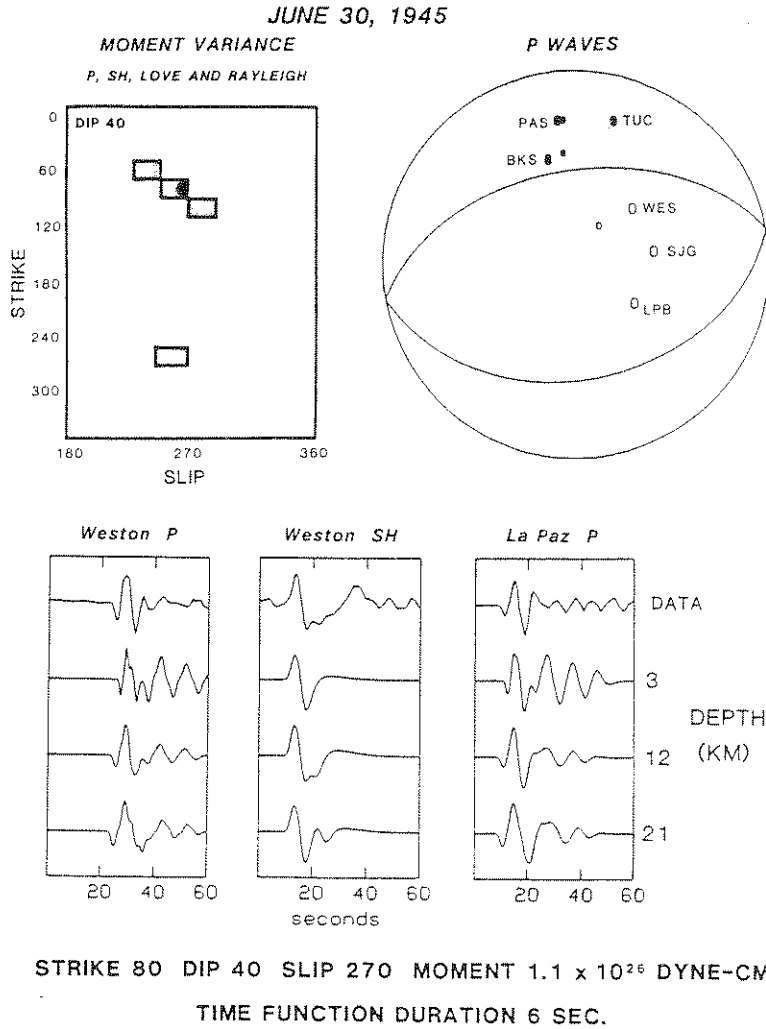 JUNE 30, 1945
MOMENT VARIANCE
P, SH, LOVE AND RAYLEIGH
P WAVES
DIP 40
STRIKE
0
60
120
180
240
300
180
270
360
SLIP
PAS
TUC
BKS
WES
SJG
LPB
Weston P
Weston SH
La Paz P
DATA
3
12
21
DEPTH
(KM)
20 40 60
20 40 60
20 40 60
seconds
STRIKE 80 DIP 40 SLIP 270 MOMENT 1.1 x 10²⁶ DYNE-CM
TIME FUNCTION DURATION 6 SEC.